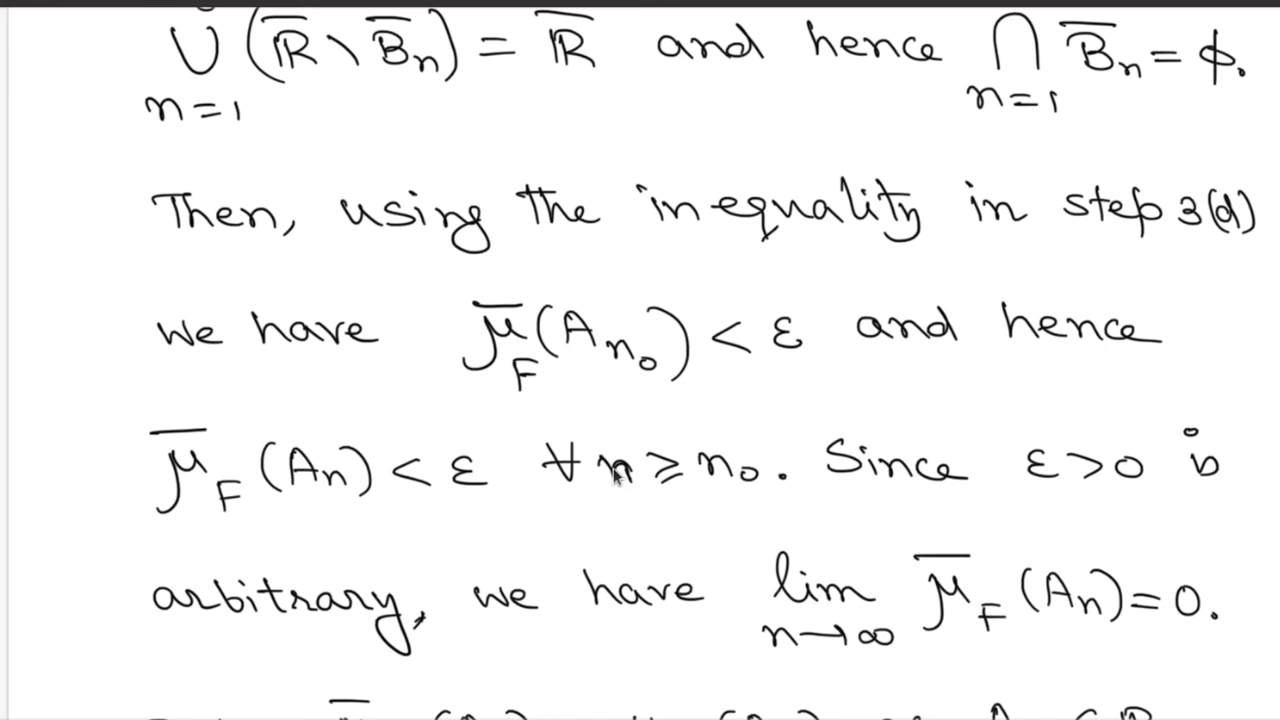 ∪ (ℝ̅ \ B̅ₙ) = ℝ̅ and hence ⋂ B̅ₙ = ϕ.
n=1 n=1
Then, using the inequality in step 3(d)
we have μ̅_F(A_{n₀}) < ε and hence
μ̅_F(Aₙ) < ε ∀ n ≥ n₀. Since ε>0 is
arbitrary, we have lim μ̅_F(Aₙ)=0.
n→∞